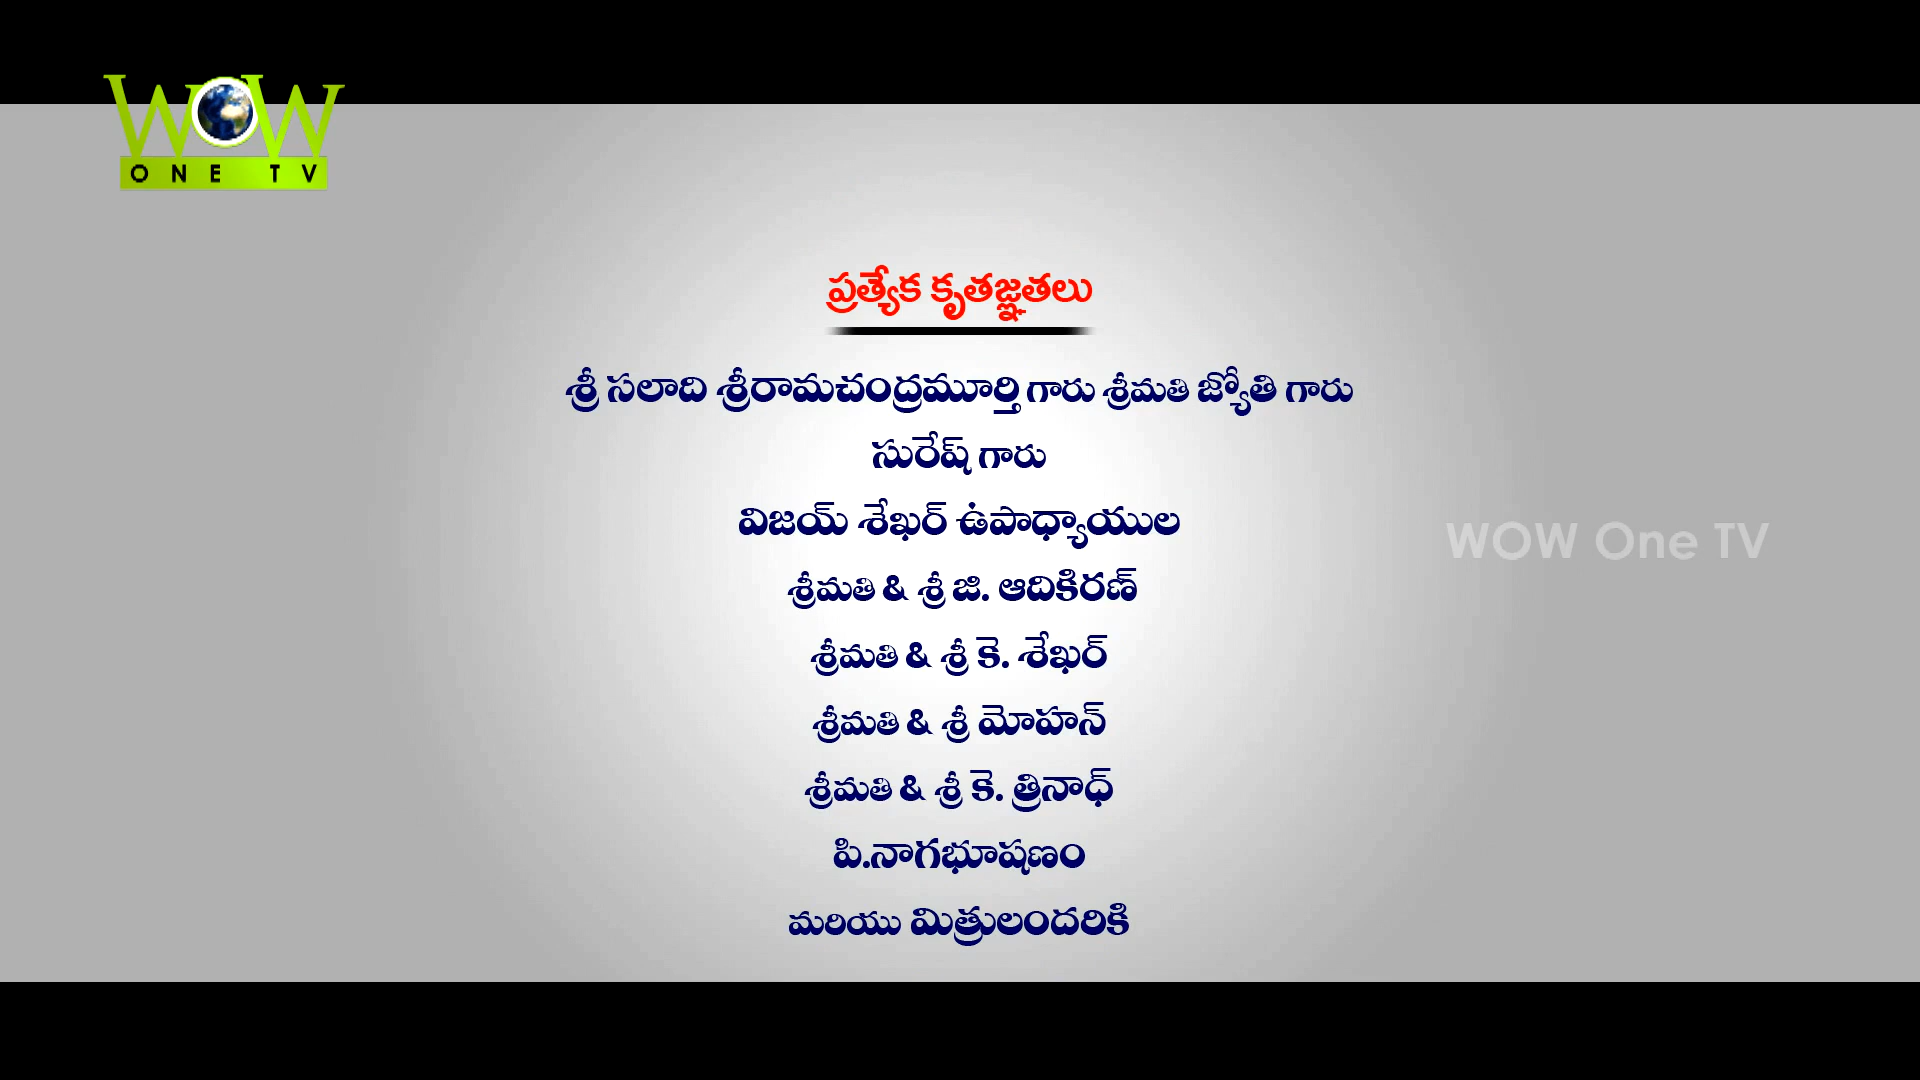 WOW
ONE TV
ప్రత్యేక కృతజ్ఞతలు
శ్రీ సలాది శ్రీరామచంద్రమూర్తి గారు శ్రీమతి జ్యోతి గారు
సురేష్ గారు
విజయ్ శేఖర్ ఉపాధ్యాయుల
WOW One TV
శ్రీమతి & శ్రీ జి. ఆదికిరణ్
శ్రీమతి & శ్రీ కె. శేఖర్
శ్రీమతి & శ్రీ మోహన్
శ్రీమతి & శ్రీ కె. త్రినాధ్
పి.నాగభూషణం
మరియు మిత్రులందరికి